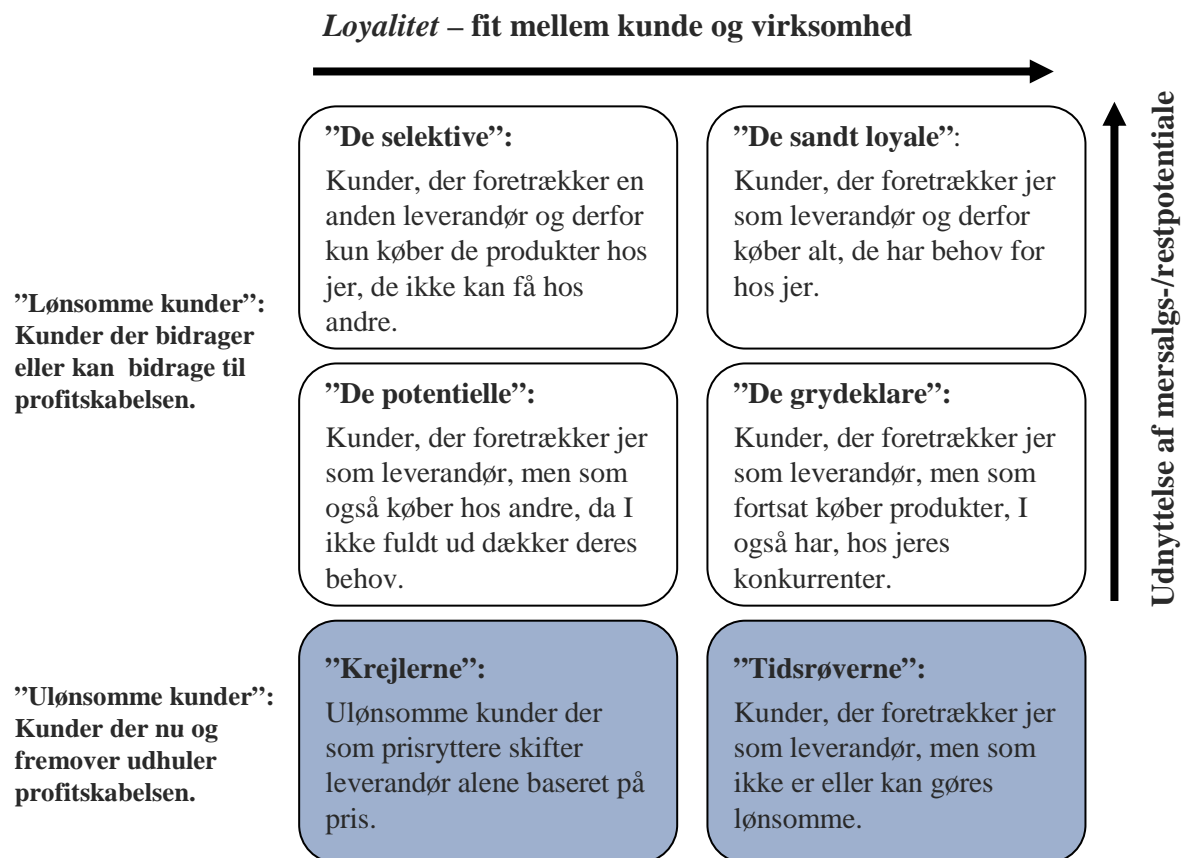 Loyalitet – fit mellem kunde og virksomhed
”De selektive”:
Kunder, der foretrækker en
anden leverandør og derfor
kun køber de produkter hos
jer, de ikke kan få hos
andre.
”De sandt loyale”:
Kunder, der foretrækker jer
som leverandør og derfor
køber alt, de har behov for
hos jer.
”Lønsomme kunder”:
Kunder der bidrager
eller kan bidrage til
profitskabelsen.
”De potentielle”:
Kunder, der foretrækker jer
som leverandør, men som
også køber hos andre, da I
ikke fuldt ud dækker deres
behov.
”De grydeklare”:
Kunder, der foretrækker jer
som leverandør, men som
fortsat køber produkter, I
også har, hos jeres
konkurrenter.
Udnyttelse af mersalgs-/restpotentiale
”Ulønsomme kunder”:
Kunder der nu og
fremover udhuler
profitskabelsen.
”Krejlerne”:
Ulønsomme kunder der
som prisryttere skifter
leverandør alene baseret på
pris.
”Tidsrøverne”:
Kunder, der foretrækker jer
som leverandør, men som
ikke er eller kan gøres
lønsomme.